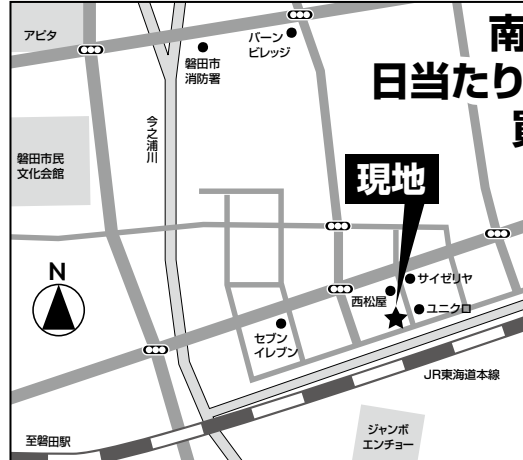 アピタ
磐田市
消防署
バーン
ビレッジ
南
日当たり
今之浦川
磐田市民
文化会館
現地
N
サイゼリヤ
西松屋
ユニクロ
セブン
イレブン
JR東海道本線
ジャンボ
エンチョー
至磐田駅